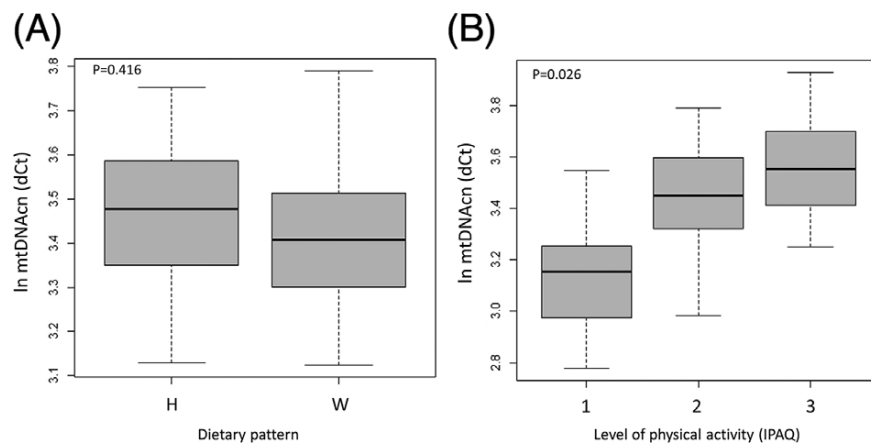 (A)
P=0.416
ln mtDNAcn (dCt)
3.8
3.7
3.6
3.5
3.4
3.3
3.2
3.1
H W
Dietary pattern
(B)
P=0.026
ln mtDNAcn (dCt)
3.8
3.6
3.4
3.2
3.0
2.8
1 2 3
Level of physical activity (IPAQ)